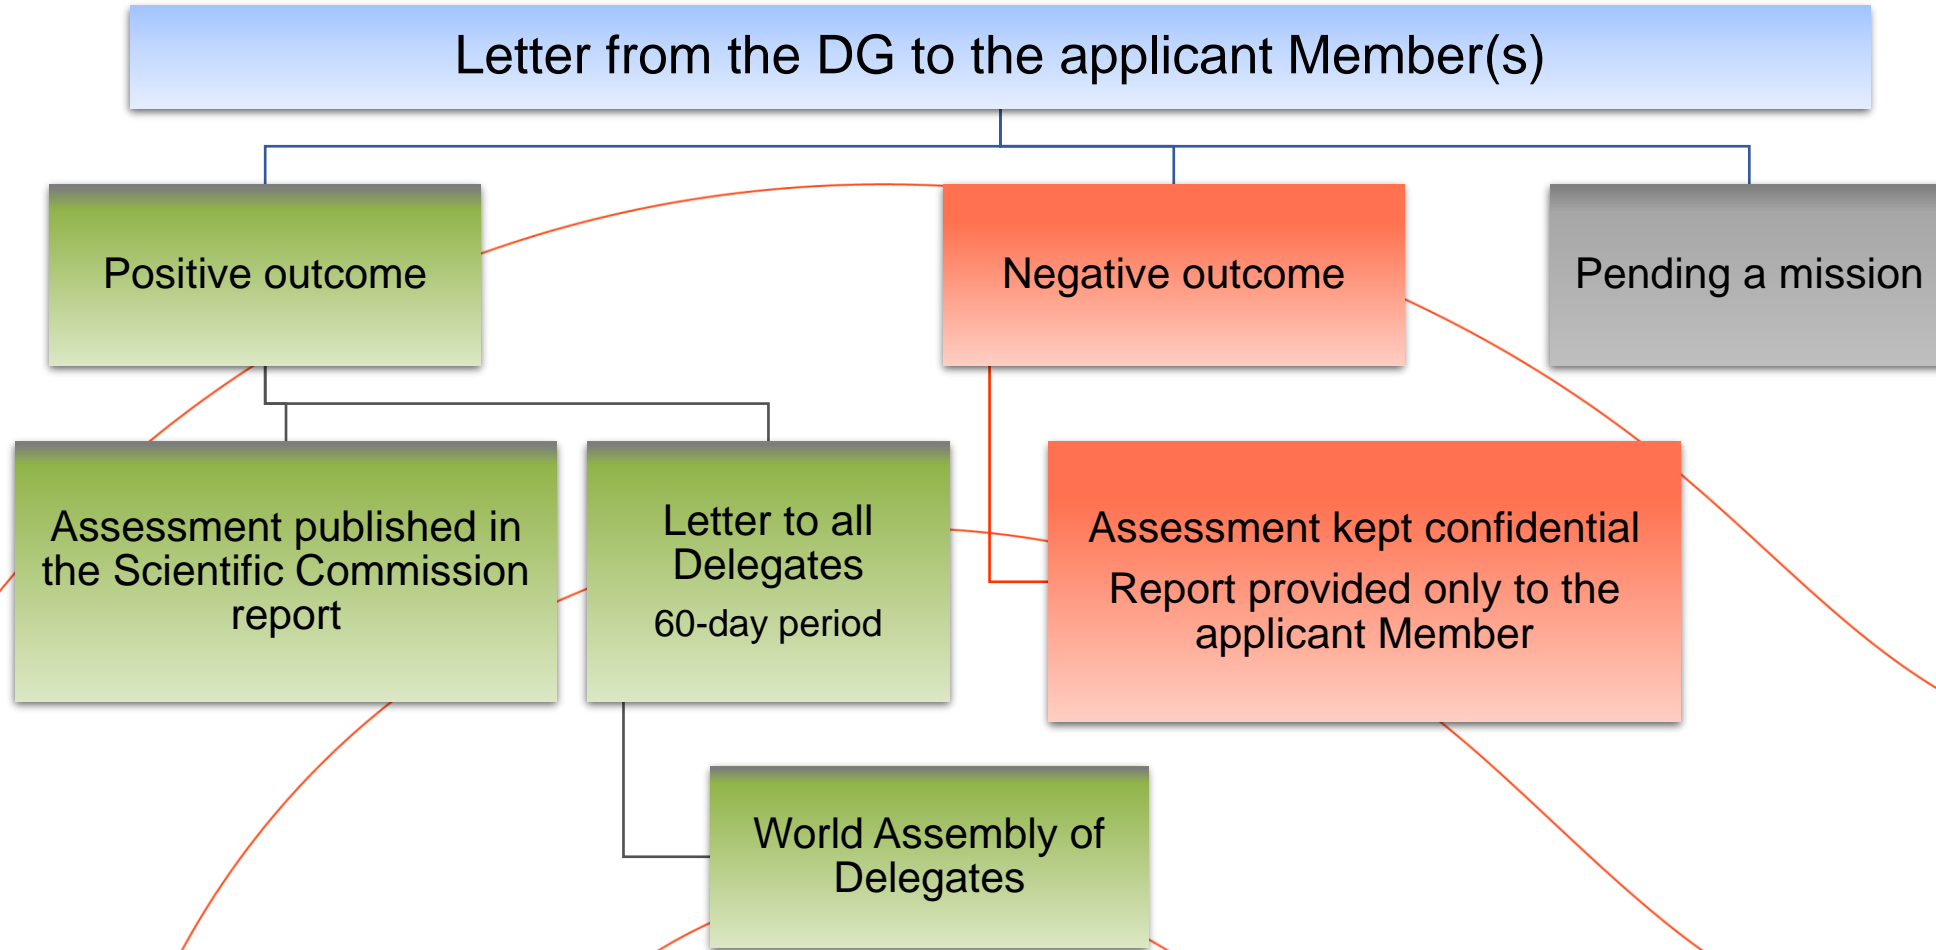 Letter from the DG to the applicant Member(s)
Positive outcome
Negative outcome
Pending a mission
Assessment published in
the Scientific Commission
report
Letter to all
Delegates
60-day period
Assessment kept confidential
Report provided only to the
applicant Member
World Assembly of
Delegates